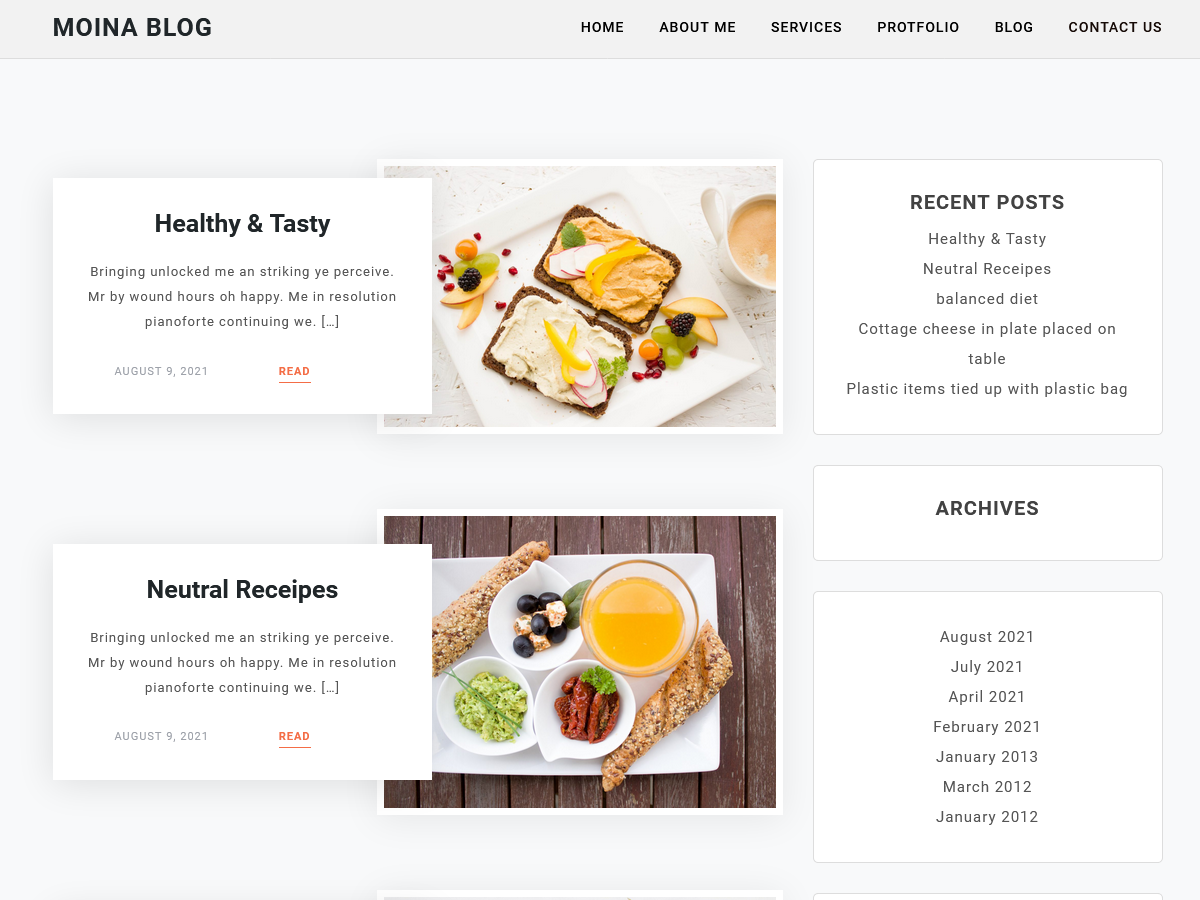 MOINA BLOG
HOME ABOUT ME SERVICES PROTFOLIO BLOG CONTACT US
Healthy & Tasty
Bringing unlocked me an striking ye perceive.
Mr by wound hours oh happy. Me in resolution
pianoforte continuing we. […]
AUGUST 9, 2021 READ
Neutral Receipes
Bringing unlocked me an striking ye perceive.
Mr by wound hours oh happy. Me in resolution
pianoforte continuing we. […]
AUGUST 9, 2021 READ
RECENT POSTS
Healthy & Tasty
Neutral Receipes
balanced diet
Cottage cheese in plate placed on
table
Plastic items tied up with plastic bag
ARCHIVES
August 2021
July 2021
April 2021
February 2021
January 2013
March 2012
January 2012